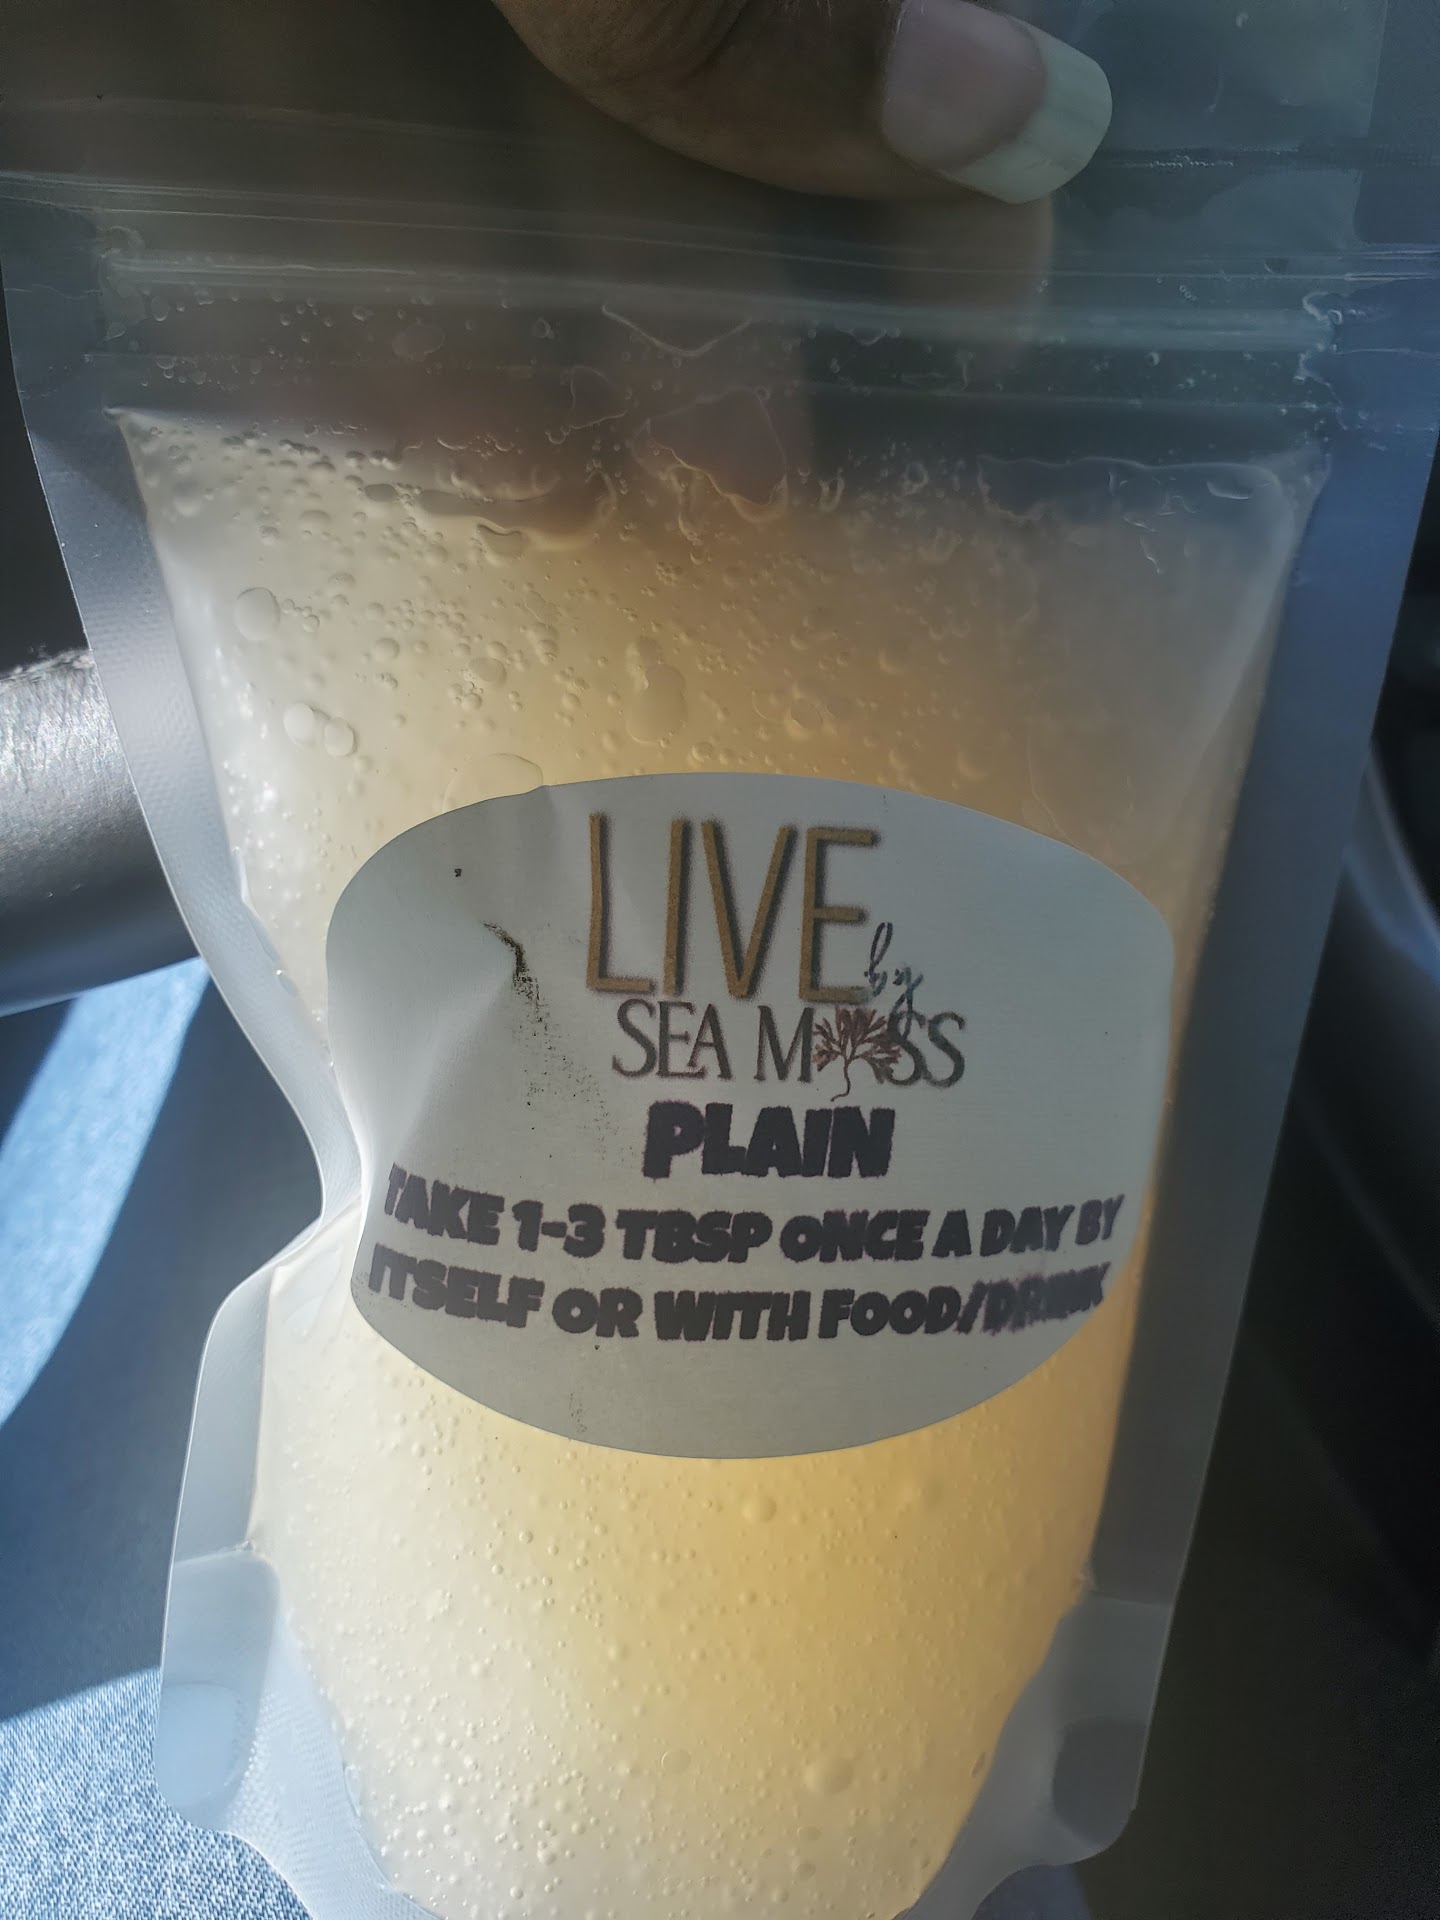 LIVE by
SEA MOSS
PLAIN
TAKE 1-3 TBSP ONCE A DAY BY
ITSELF OR WITH FOOD/DRINK